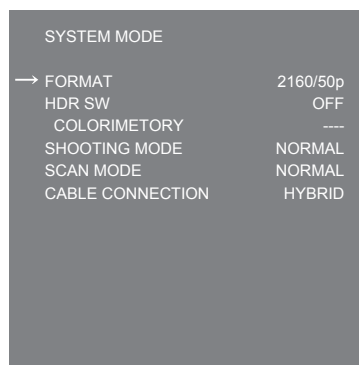 SYSTEM MODE
→ FORMAT 2160/50p
HDR SW OFF
COLORIMETORY ----
SHOOTING MODE NORMAL
SCAN MODE NORMAL
CABLE CONNECTION HYBRID